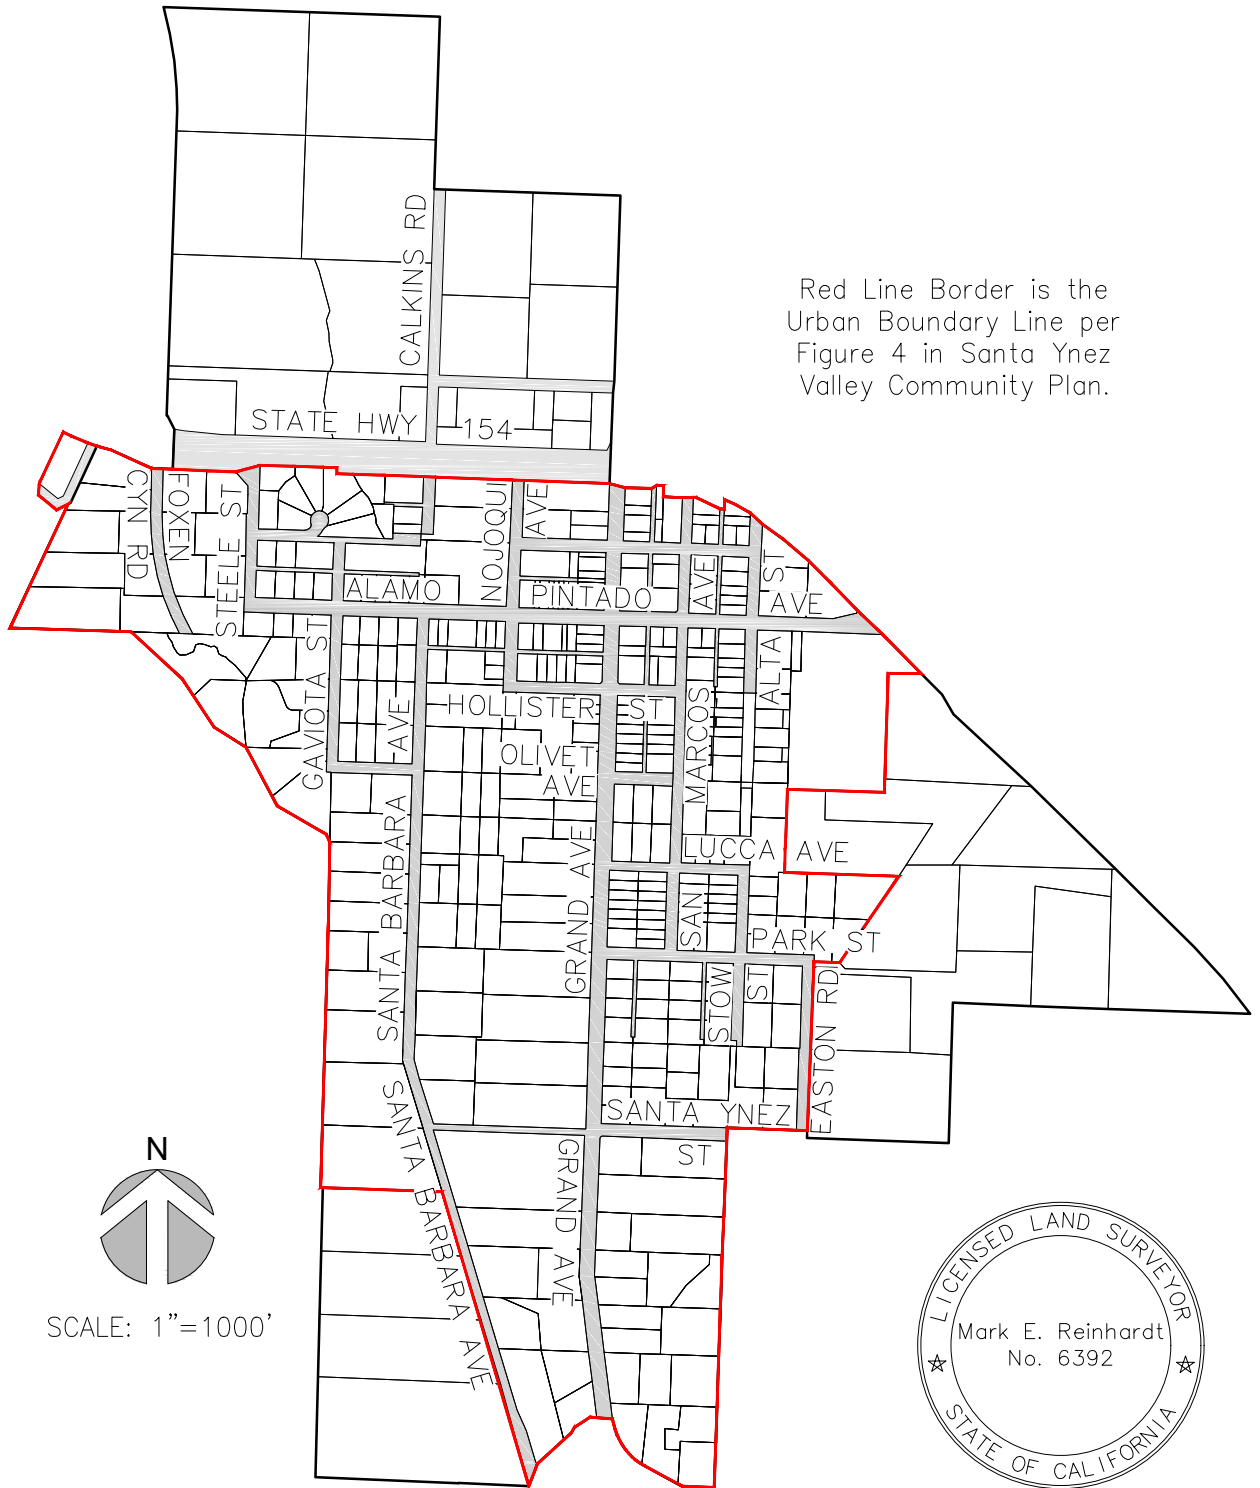 CALKINS RD
Red Line Border is the
Urban Boundary Line per
Figure 4 in Santa Ynez
Valley Community Plan.
STATE HWY 154
FOXEN
CYN RD
STEELE ST
NOJOQUI
AVE
ALAMO PINTADO AVE
GAVIOTA ST
SANTA BARBARA AVE
HOLLISTER ST
OLIVET
AVE
SAN MARCOS AVE
ALTA ST
LUCCA AVE
GRAND AVE
PARK ST
STOW
ST
EASTON RD
SANTA YNEZ
ST
SANTA BARBARA AVE
GRAND AVE
N
SCALE: 1"=1000'
LICENSED LAND SURVEYOR
Mark E. Reinhardt
No. 6392
STATE OF CALIFORNIA